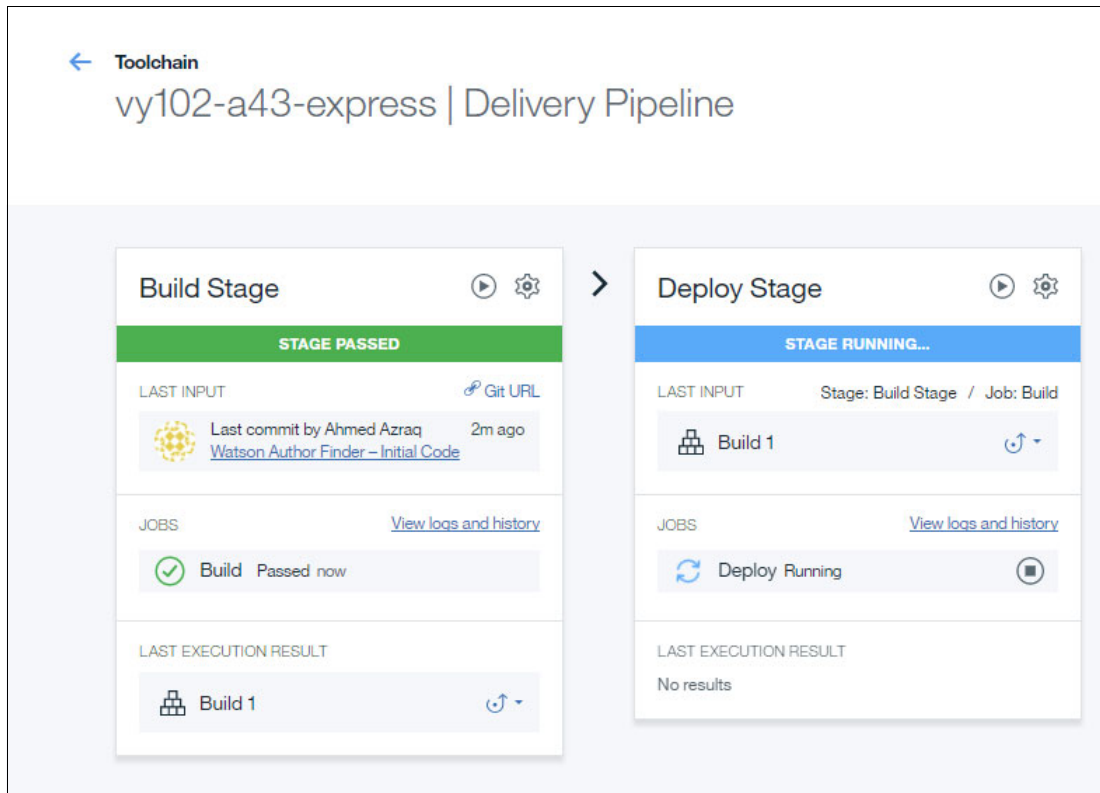 Toolchain
vy102-a43-express | Delivery Pipeline
Build Stage
STAGE PASSED
LAST INPUT
Git URL
Last commit by Ahmed Azraq
2m ago
Watson Author Finder – Initial Code
JOBS
View logs and history
Build Passed now
LAST EXECUTION RESULT
Build 1
Deploy Stage
STAGE RUNNING...
LAST INPUT
Stage: Build Stage / Job: Build
Build 1
JOBS
View logs and history
Deploy Running
LAST EXECUTION RESULT
No results